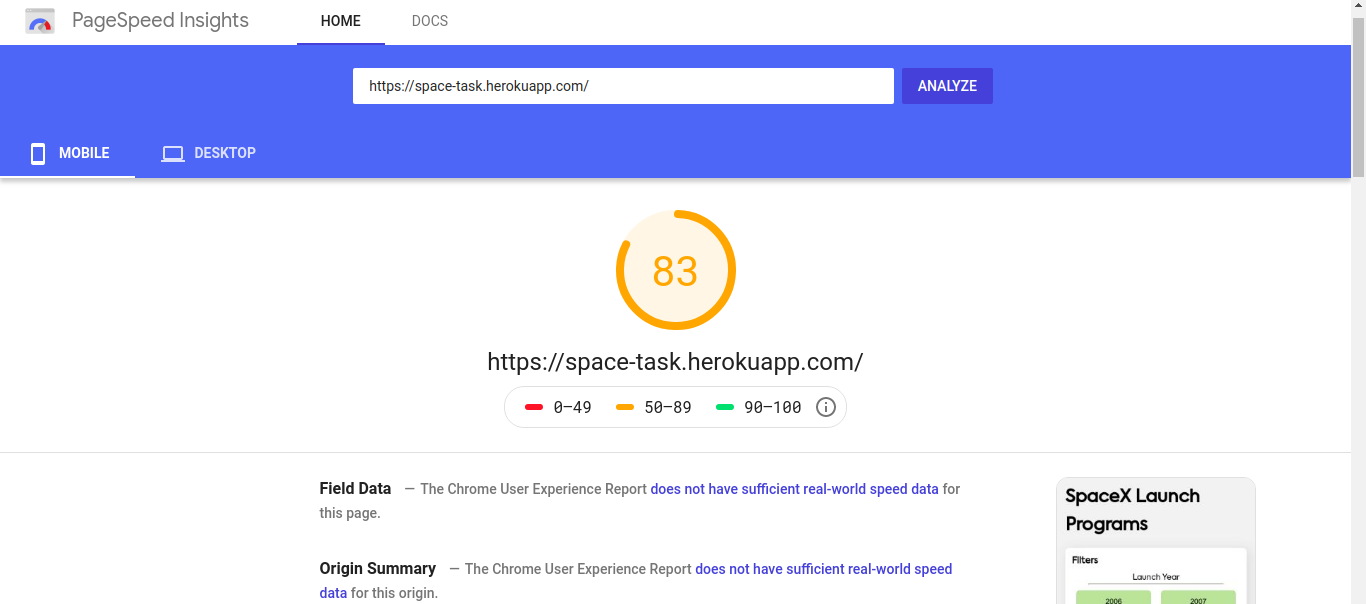 PageSpeed Insights
HOME
DOCS
https://space-task.herokuapp.com/
ANALYZE
MOBILE
DESKTOP
83
https://space-task.herokuapp.com/
0–49
50–89
90–100
Field Data — The Chrome User Experience Report does not have sufficient real-world speed data for
this page.
Origin Summary — The Chrome User Experience Report does not have sufficient real-world speed
data for this origin.
SpaceX Launch
Programs
Filters
Launch Year
2006
2007